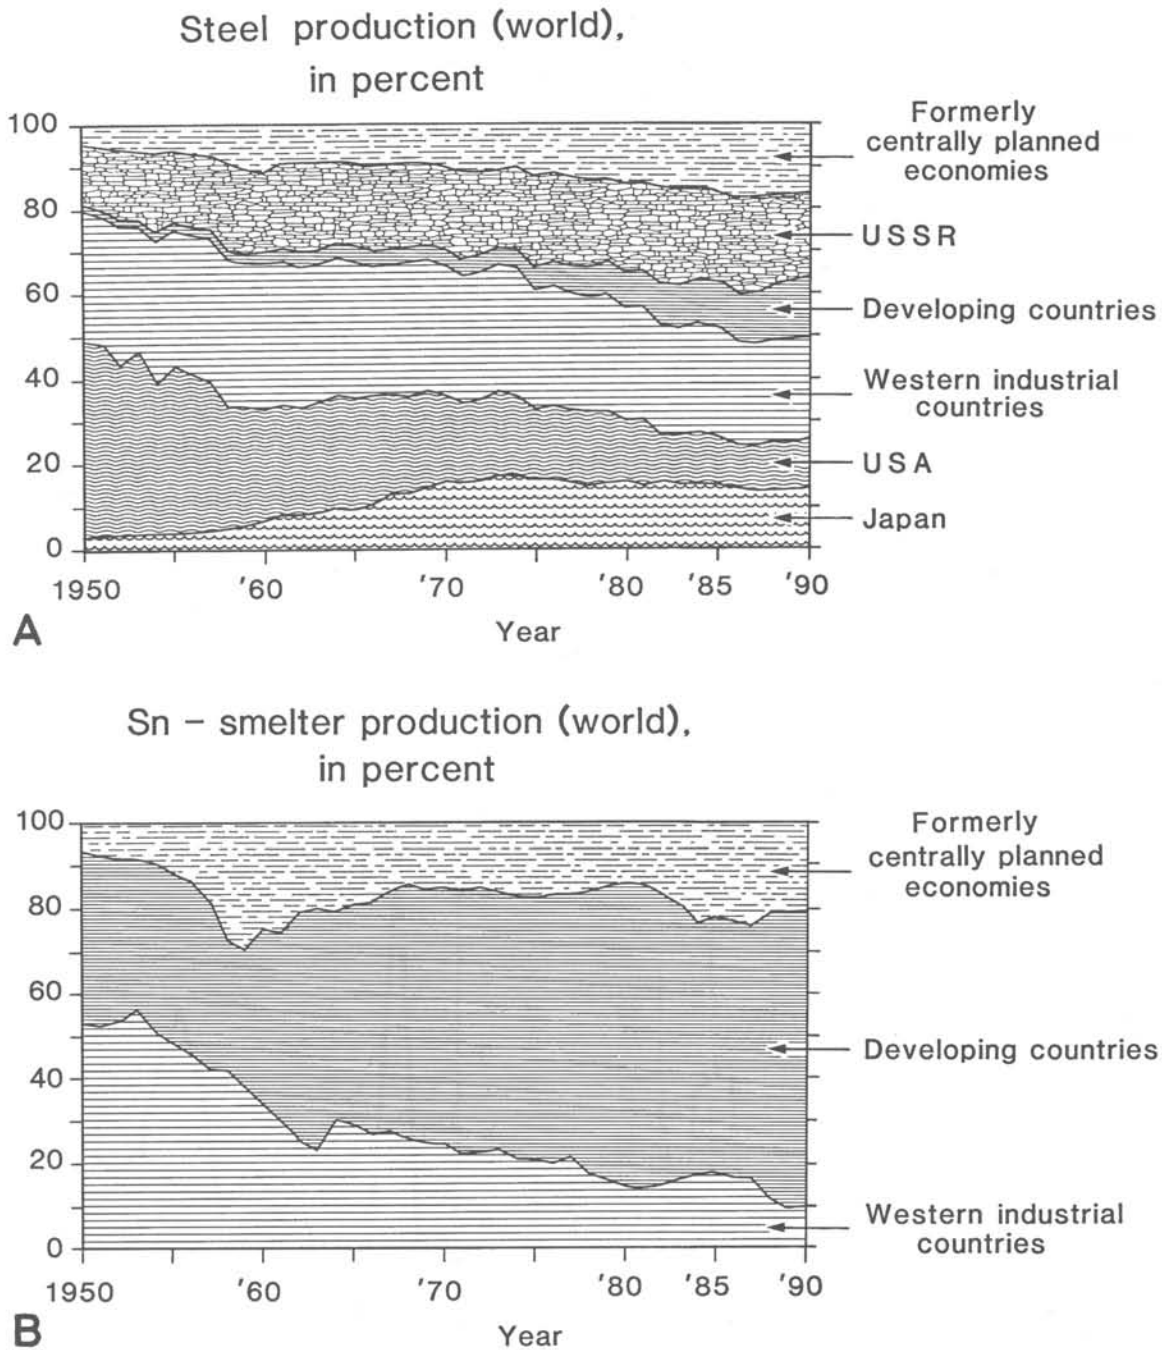 Steel production (world),
in percent
100
80
60
40
20
0
1950 '60 '70 '80 '85 '90
Year
Formerly
centrally planned
economies
USSR
Developing countries
Western industrial
countries
USA
Japan
A
Sn – smelter production (world),
in percent
100
80
60
40
20
0
1950 '60 '70 '80 '85 '90
Year
Formerly
centrally planned
economies
Developing countries
Western industrial
countries
B